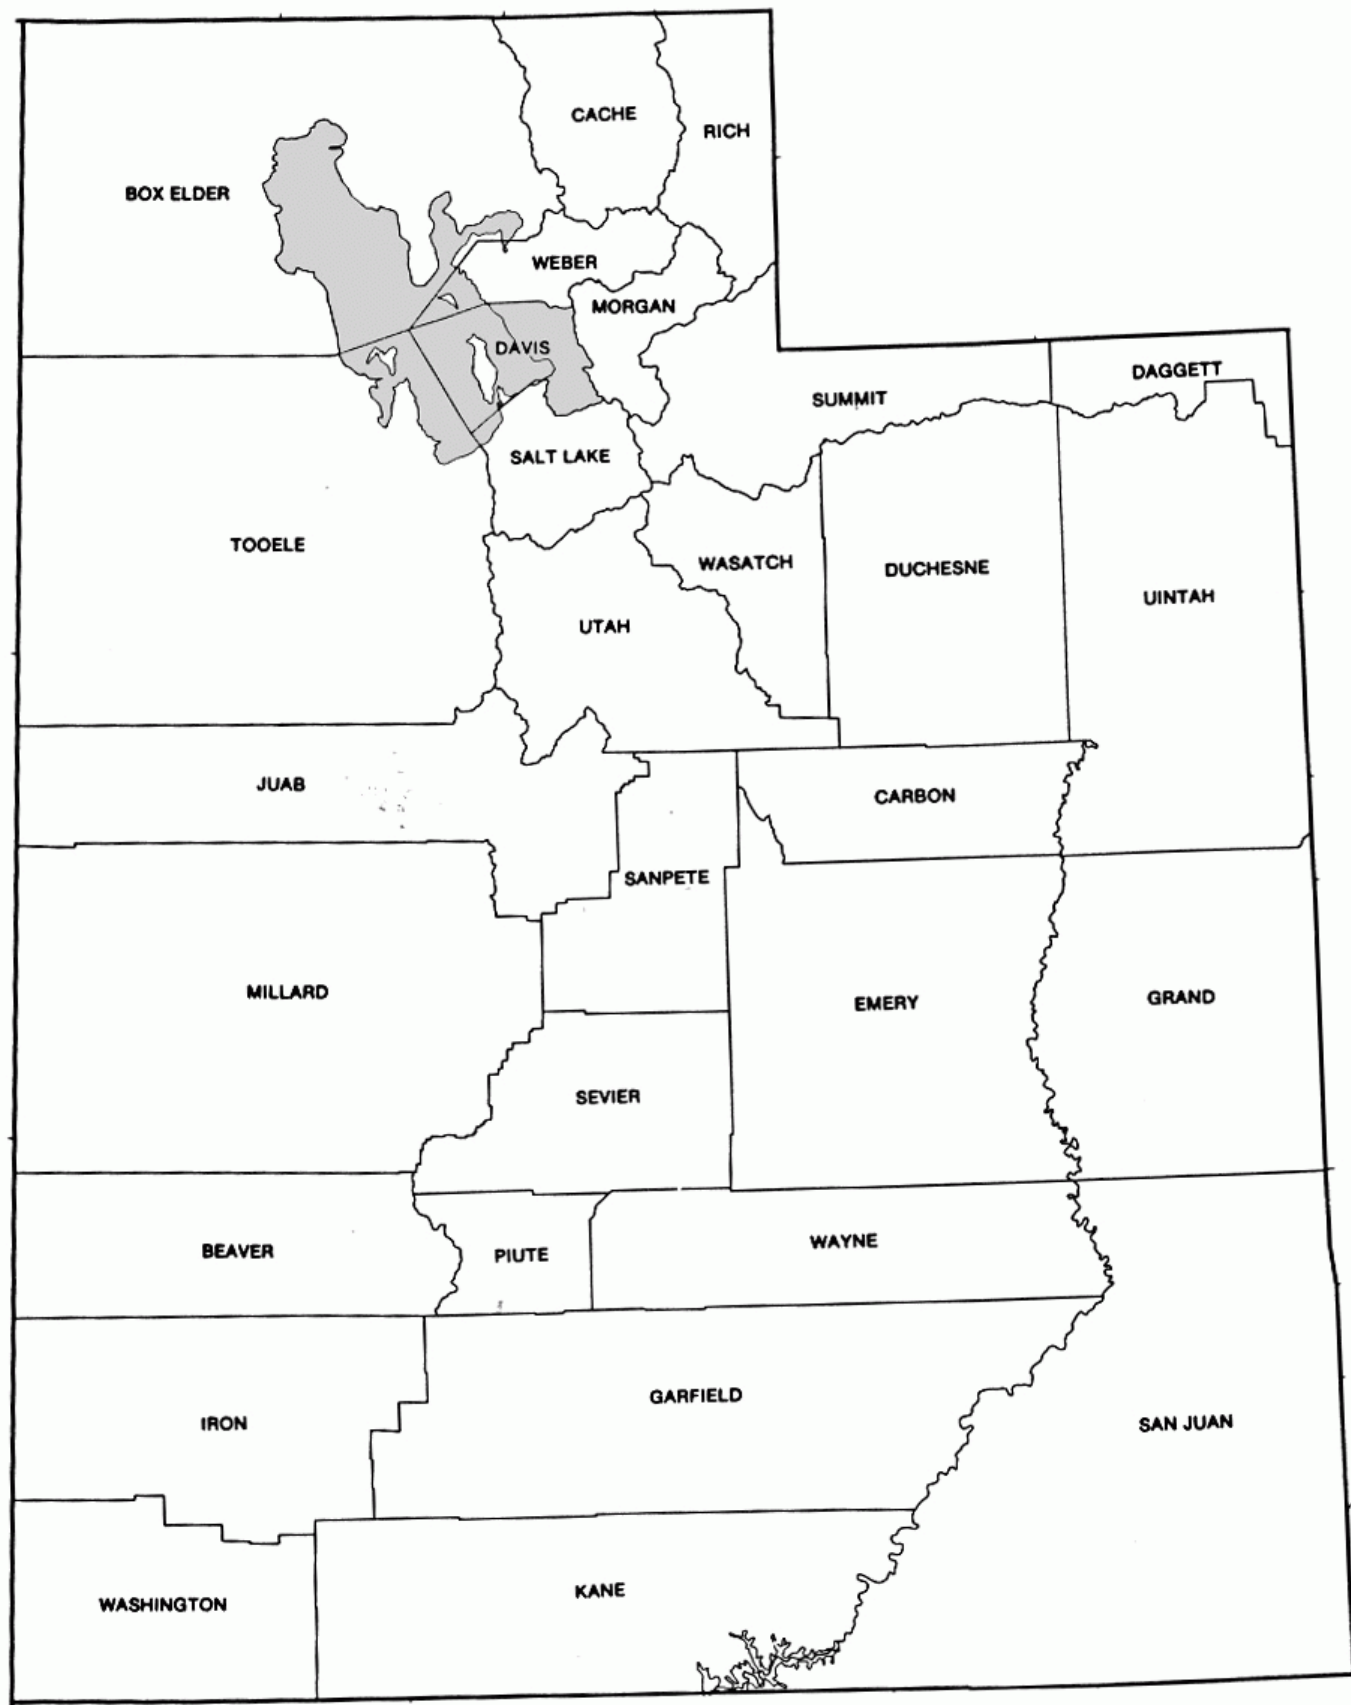 CACHE
RICH
BOX ELDER
WEBER
MORGAN
DAVIS
DAGGETT
SUMMIT
SALT LAKE
TOOELE
WASATCH
DUCHESNE
UINTAH
UTAH
JUAB
CARBON
SANPETE
MILLARD
EMERY
GRAND
SEVIER
BEAVER
PIUTE
WAYNE
IRON
GARFIELD
SAN JUAN
WASHINGTON
KANE